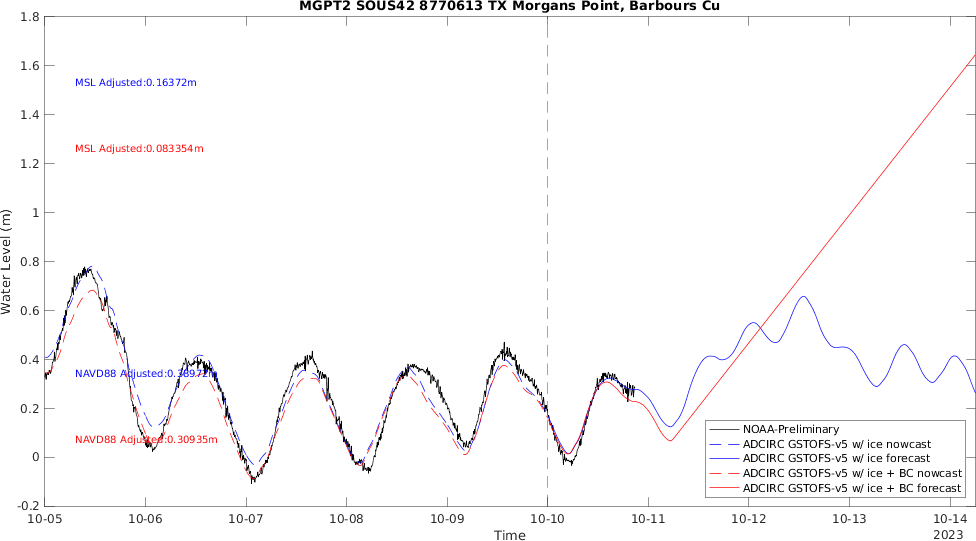 MGPT2 SOUS42 8770613 TX Morgans Point, Barbours Cu
1.8
1.6
1.4
1.2
1
0.8
0.6
0.4
0.2
0
-0.2
Water Level (m)
MSL Adjusted:0.16372m
MSL Adjusted:0.083354m
NAVD88 Adjusted:0.38972m
NAVD88 Adjusted:0.30935m
NOAA-Preliminary
ADCIRC GSTOFS-v5 w/ ice nowcast
ADCIRC GSTOFS-v5 w/ ice forecast
ADCIRC GSTOFS-v5 w/ice + BC nowcast
ADCIRC GSTOFS-v5 w/ice + BC forecast
10-05 10-06 10-07 10-08 10-09 10-10 10-11 10-12 10-13 10-14
Time
2023